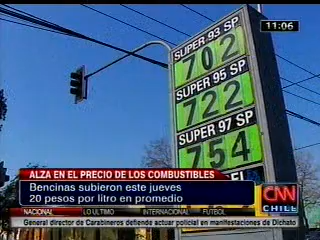 11:06
SUPER 93 SP
702
SUPER 95 SP
722
SUPER 97 SP
754
ALZA EN EL PRECIO DE LOS COMBUSTIBLES
Bencinas subieron este jueves
20 pesos por litro en promedio
CNN
CHILE
NACIONAL LO ULTIMO INTERNACIONAL FUTBOL
General director de Carabineros defiende actuar policial en manifestaciones de Dichato